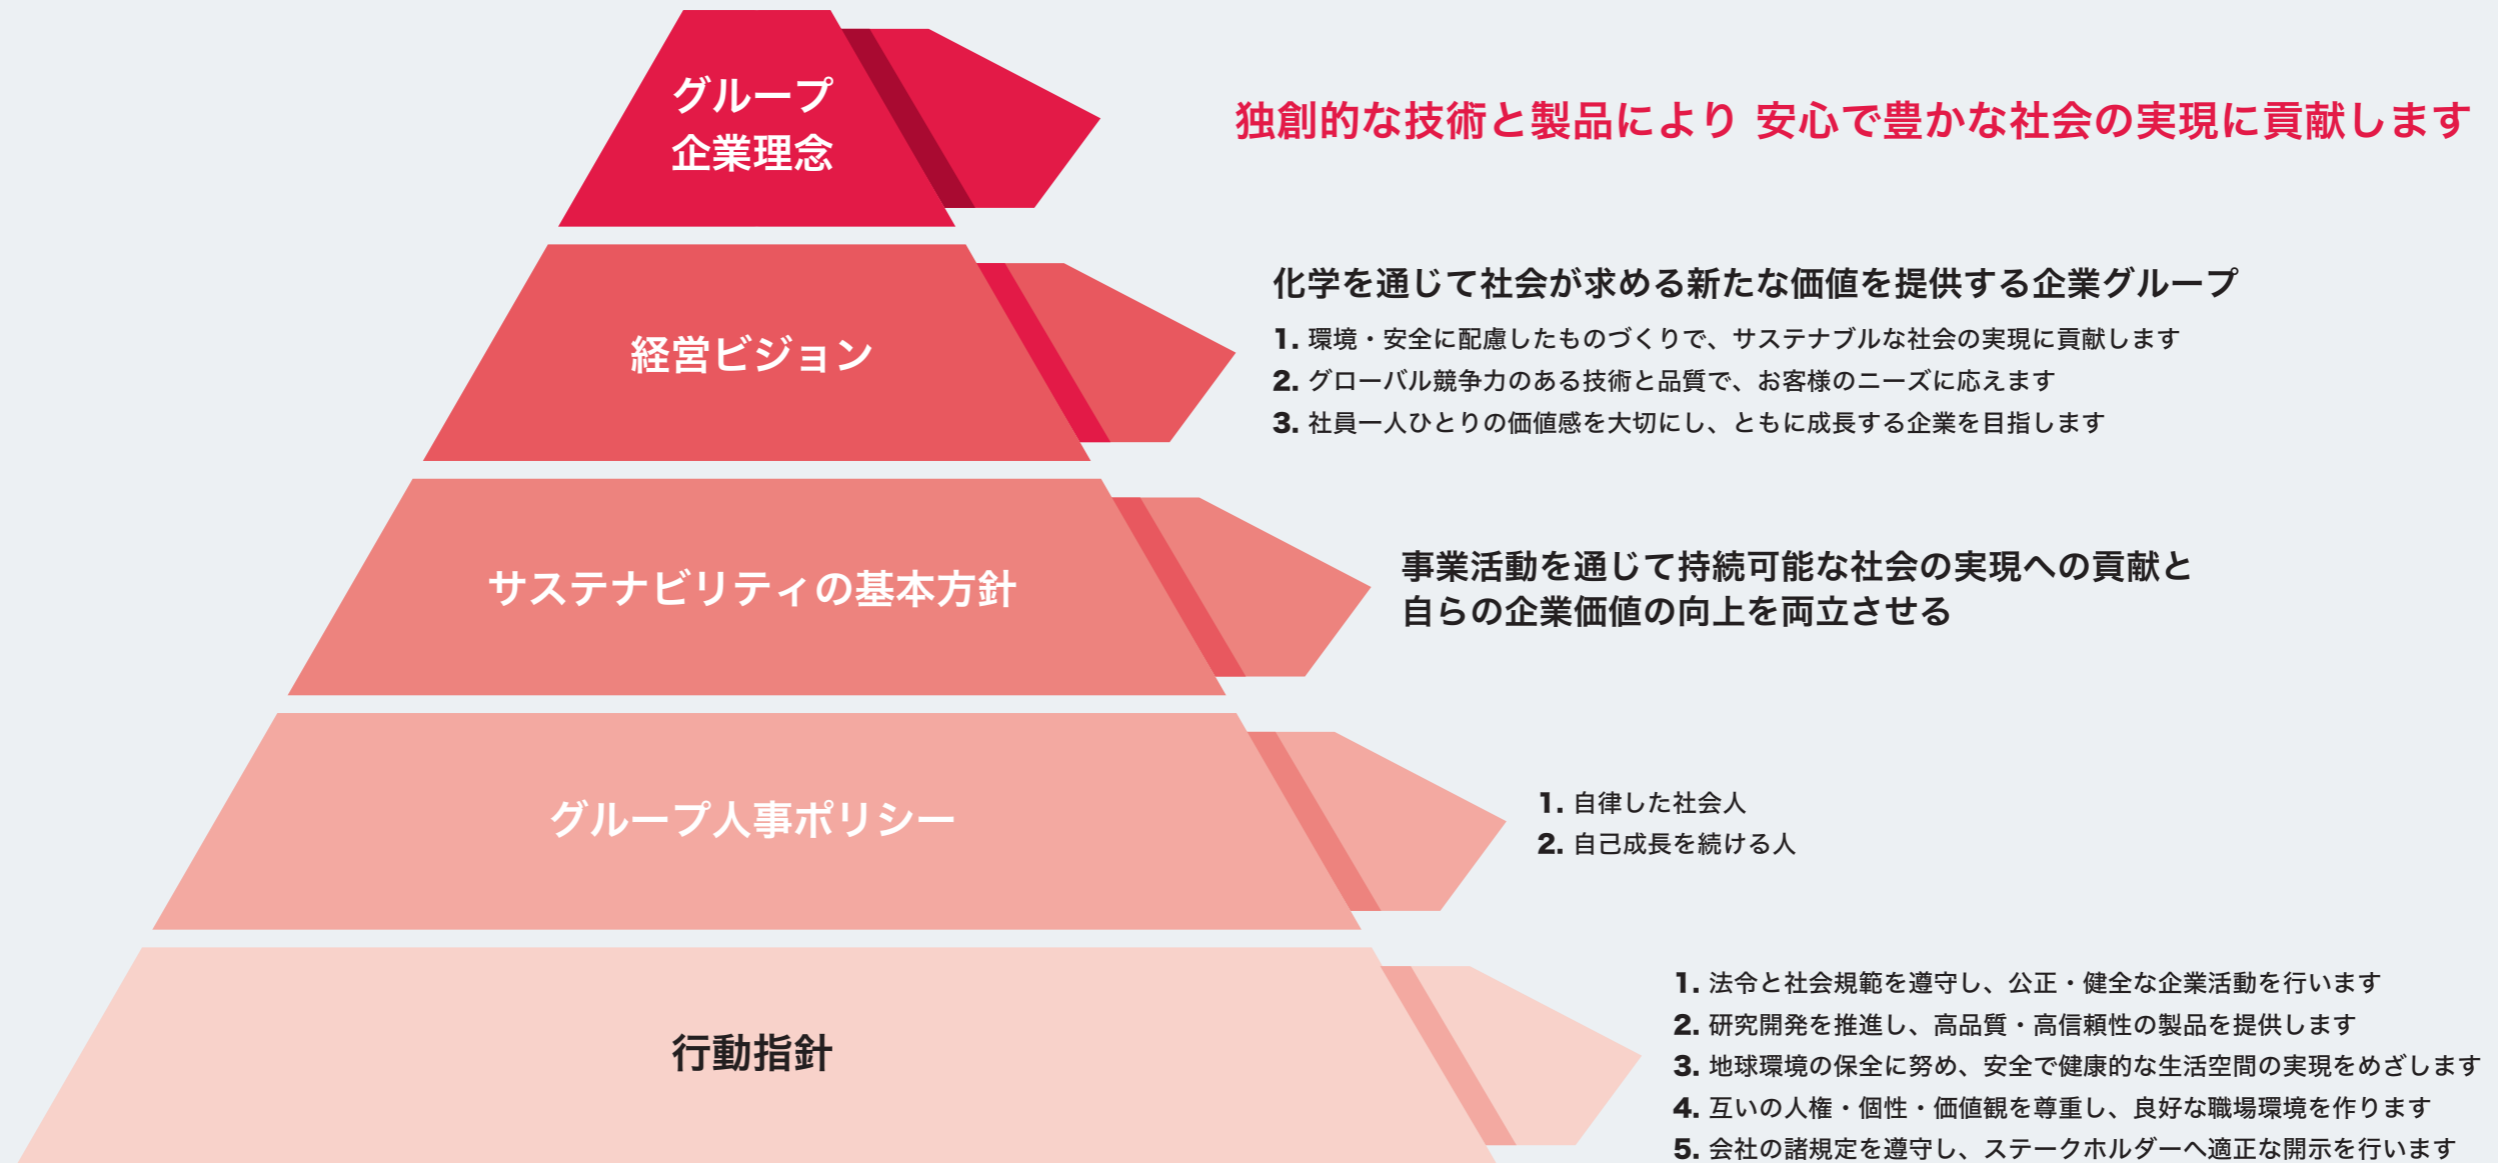 グループ
企業理念
独創的な技術と製品により 安心で豊かな社会の実現に貢献します
経営ビジョン
化学を通じて社会が求める新たな価値を提供する企業グループ
1. 環境・安全に配慮したものづくりで、サステナブルな社会の実現に貢献します
2. グローバル競争力のある技術と品質で、お客様のニーズに応えます
3. 社員一人ひとりの価値感を大切にし、ともに成長する企業を目指します
サステナビリティの基本方針
事業活動を通じて持続可能な社会の実現への貢献と
自らの企業価値の向上を両立させる
グループ人事ポリシー
1. 自律した社会人
2. 自己成長を続ける人
行動指針
1. 法令と社会規範を遵守し、公正・健全な企業活動を行います
2. 研究開発を推進し、高品質・高信頼性の製品を提供します
3. 地球環境の保全に努め、安全で健康的な生活空間の実現をめざします
4. 互いの人権・個性・価値観を尊重し、良好な職場環境を作ります
5. 会社の諸規定を遵守し、ステークホルダーへ適正な開示を行います